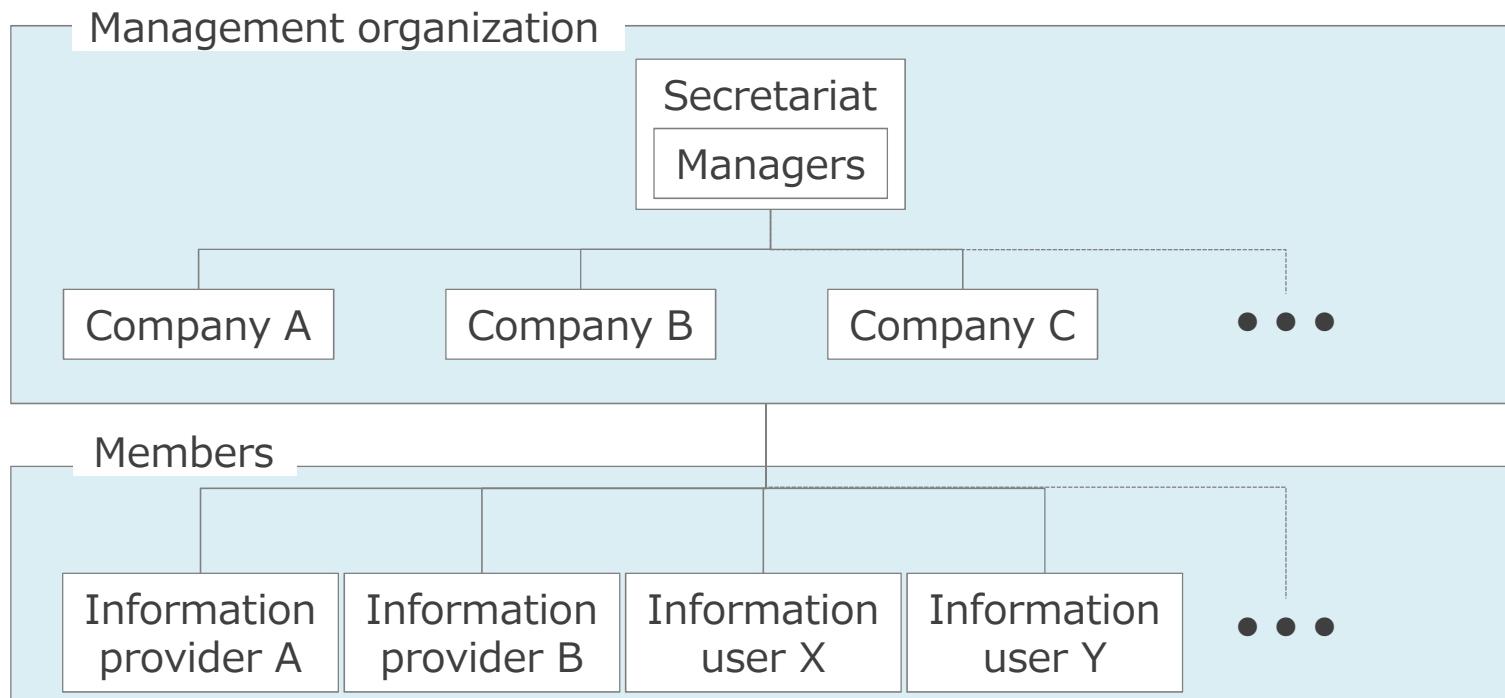 Management organization
Secretariat
Managers
Company A
Company B
Company C
● ● ●
Members
Information
provider A
Information
provider B
Information
user X
Information
user Y
● ● ●